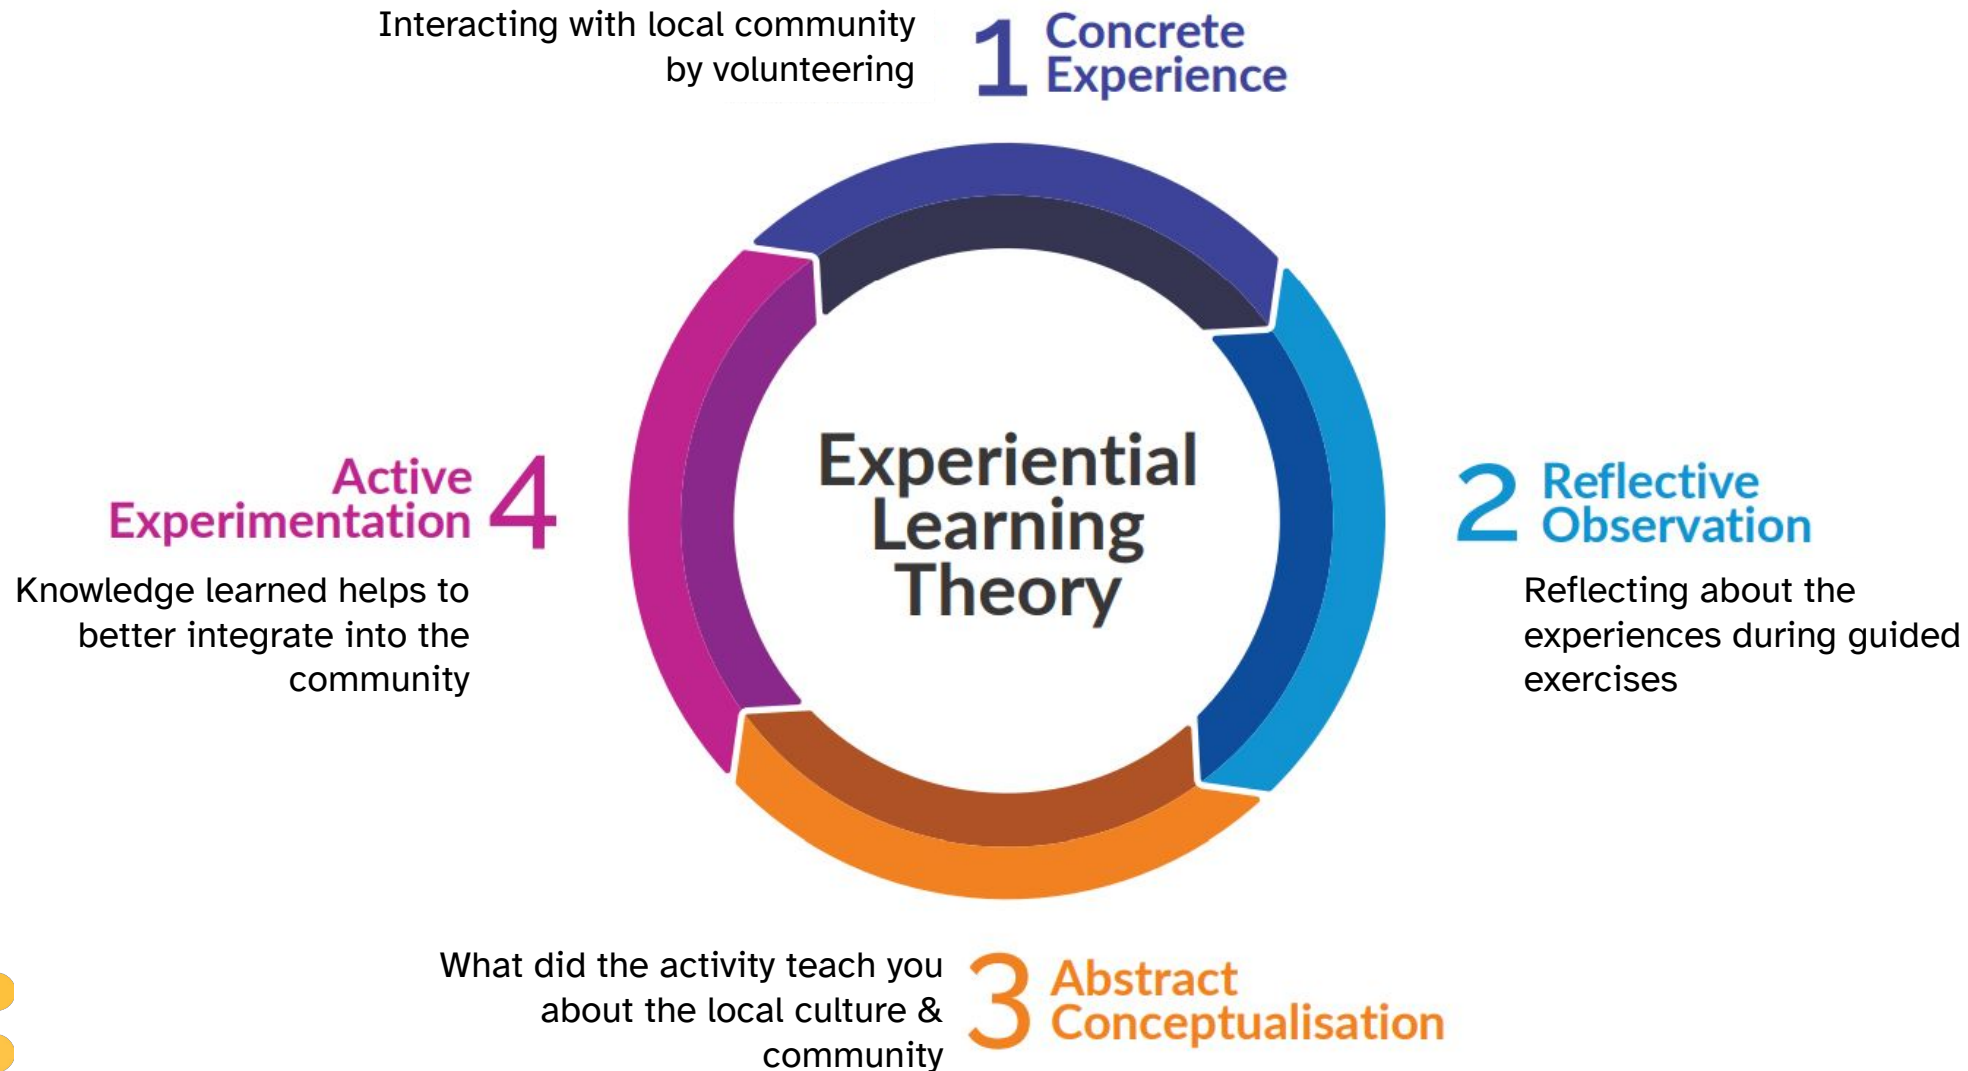 Interacting with local community
by volunteering
1 Concrete
Experience
Experiential
Learning
Theory
2 Reflective
Observation
Reflecting about the
experiences during guided
exercises
What did the activity teach you
about the local culture &
community
3 Abstract
Conceptualisation
Active
Experimentation 4
Knowledge learned helps to
better integrate into the
community